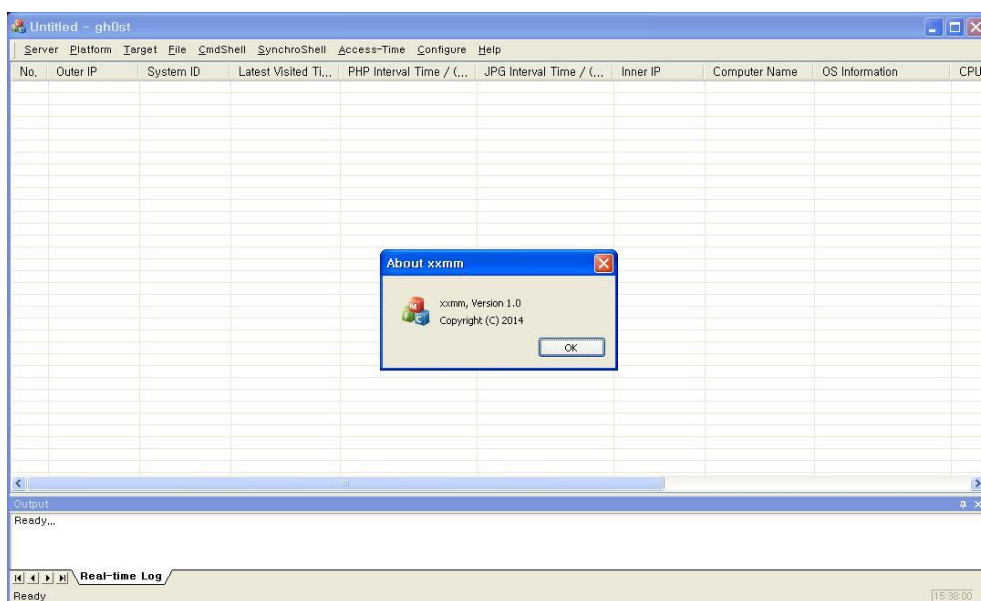 Untitled - gh0st
Server Platform Target File CmdShell SynchroShell Access-Time Configure Help
No, Outer IP System ID Latest Visited Ti... PHP Interval Time / (... JPG Interval Time / (... Inner IP Computer Name OS Information CPU
About xxmm
xxmm, Version 1.0
Copyright (C) 2014
OK
Output
Ready...
Real-time Log
Ready
15:38:00